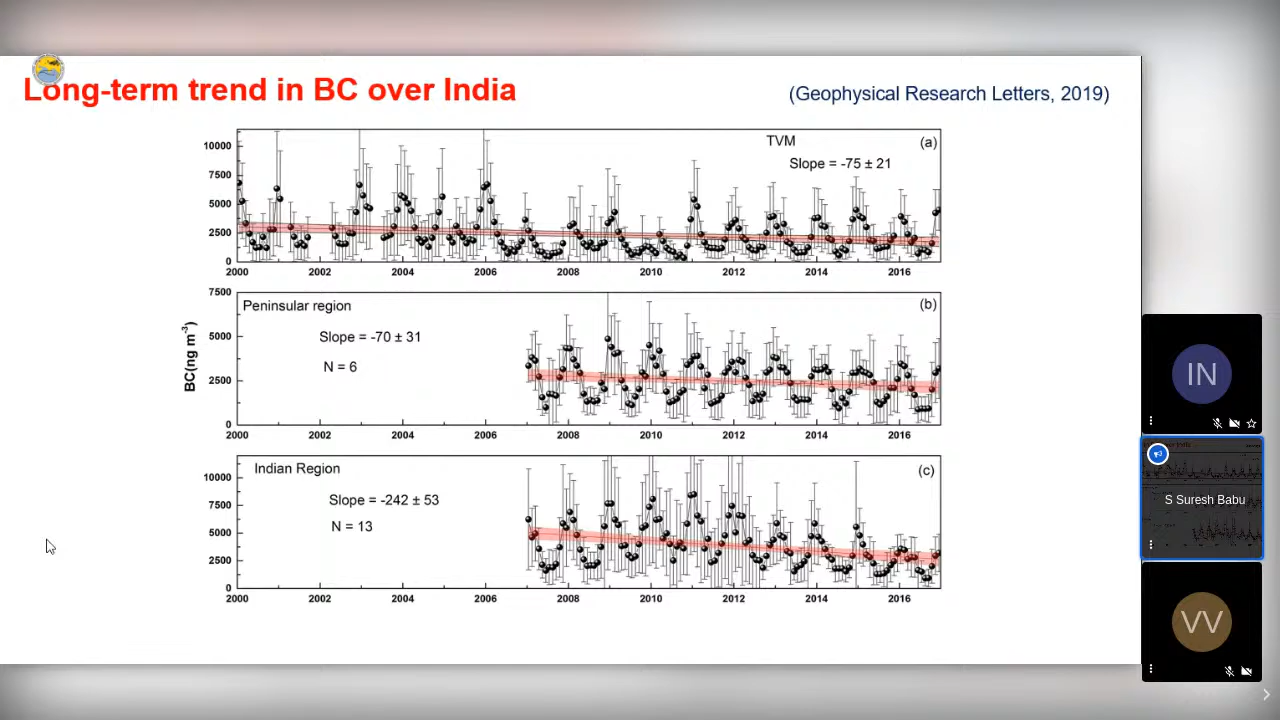 Long-term trend in BC over India
(Geophysical Research Letters, 2019)
TVM
(a)
Slope = -75 ± 21
10000
7500
5000
2500
0
2000 2002 2004 2006 2008 2010 2012 2014 2016
Peninsular region
(b)
Slope = -70 ± 31
N = 6
7500
5000
2500
0
BC(ng m-3)
2000 2002 2004 2006 2008 2010 2012 2014 2016
Indian Region
(c)
Slope = -242 ± 53
N = 13
10000
7500
5000
2500
0
2000 2002 2004 2006 2008 2010 2012 2014 2016
IN
S Suresh Babu
VV